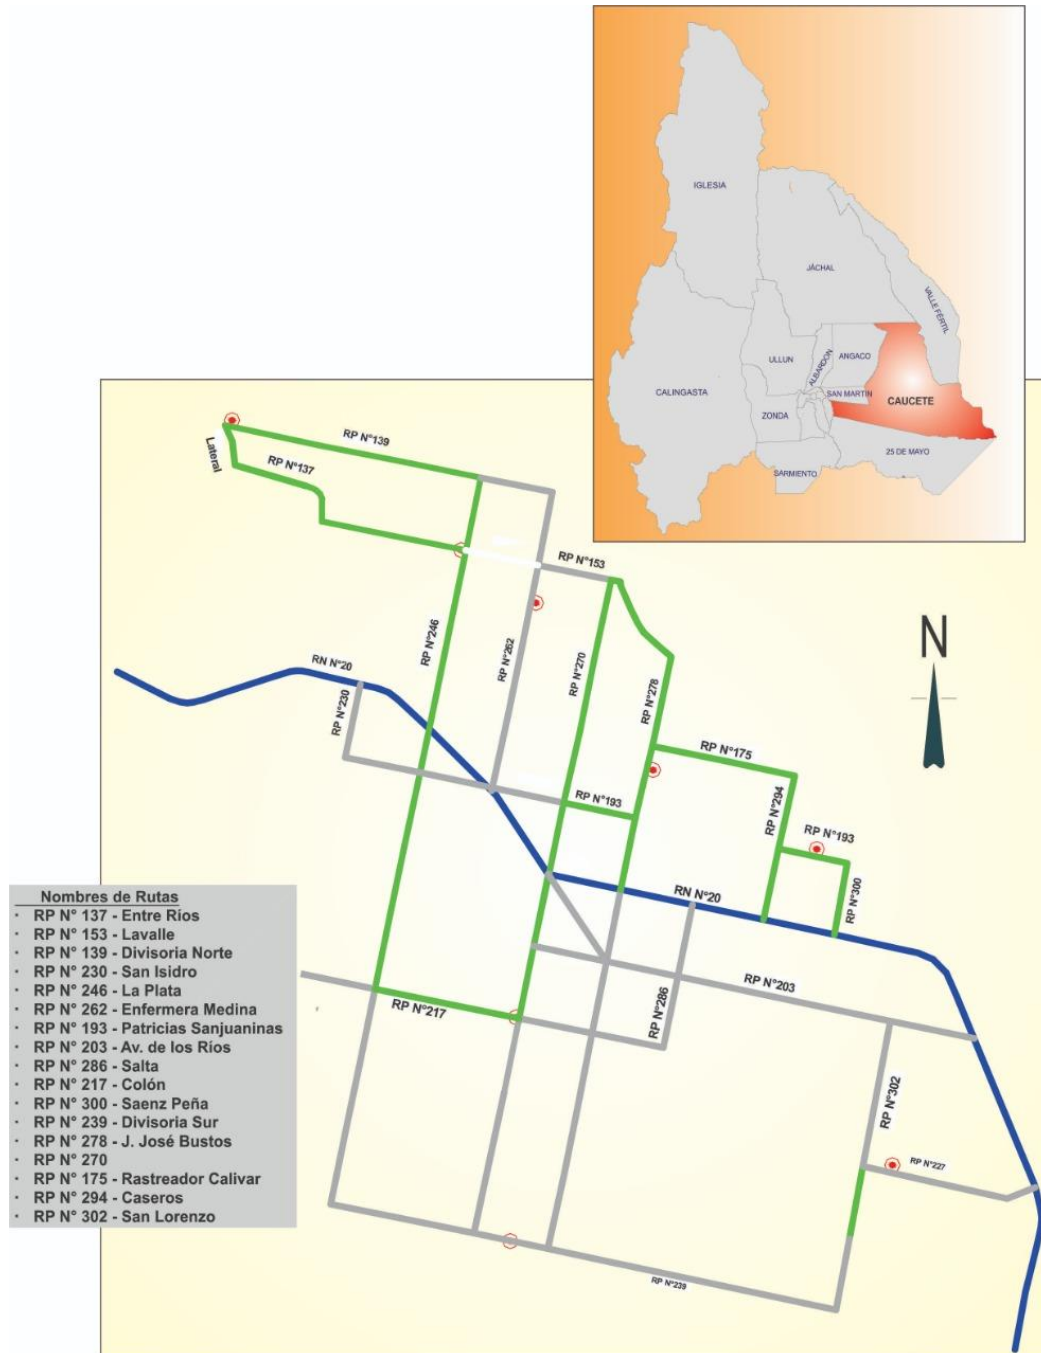 IGLESIA
JÁCHAL
VALLE FÉRTIL
ULLUN
ALBARDON
ANGACO
CALINGASTA
SAN MARTIN
CAUCETE
ZONDA
25 DE MAYO
SARMIENTO
RP N°139
Lateral
RP N°137
RP N°153
RP N°246
RP N°262
RP N°270
RN N°20
RP N°230
RP N°278
N
RP N°175
RP N°193
RP N°294
RP N°193
RP N°300
RN N°20
RP N°203
RP N°286
RP N°217
RP N°302
RP N°227
RP N°239
Nombres de Rutas
· RP N° 137 - Entre Ríos
· RP N° 153 - Lavalle
· RP N° 139 - Divisoria Norte
· RP N° 230 - San Isidro
· RP N° 246 - La Plata
· RP N° 262 - Enfermera Medina
· RP N° 193 - Patricias Sanjuaninas
· RP N° 203 - Av. de los Ríos
· RP N° 286 - Salta
· RP N° 217 - Colón
· RP N° 300 - Saenz Peña
· RP N° 239 - Divisoria Sur
· RP N° 278 - J. José Bustos
· RP N° 270
· RP N° 175 - Rastreador Calivar
· RP N° 294 - Caseros
· RP N° 302 - San Lorenzo